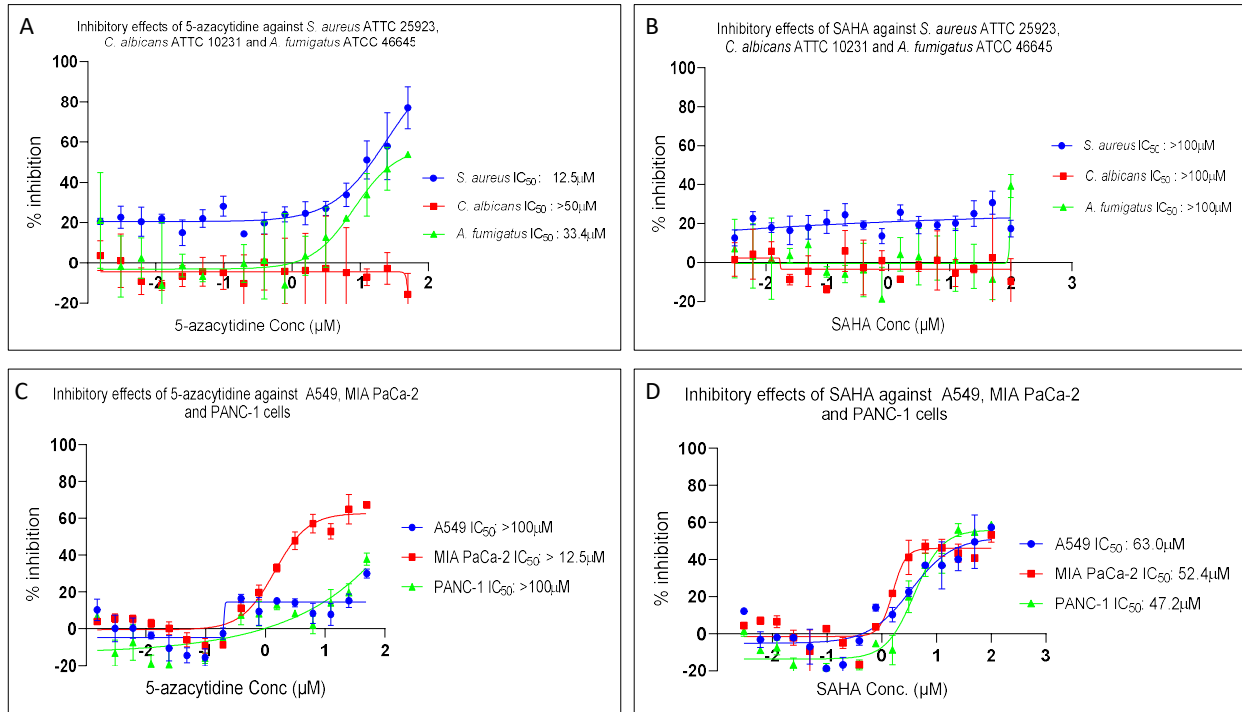 A
Inhibitory effects of 5-azacytidine against S. aureus ATTC 25923,
C. albicans ATTC 10231 and A. fumigatus ATCC 46645
100
80
60
40
20
0
-20
-2
-1
0
1
2
% inhibition
5-azacytidine Conc (µM)
S. aureus IC50: 12.5µM
C. albicans IC50: >50µM
A. fumigatus IC50: 33.4µM
B
Inhibitory effects of SAHA against S. aureus ATTC 25923,
C. albicans ATTC 10231 and A. fumigatus ATCC 46645
100
80
60
40
20
0
-20
-2
-1
0
1
2
3
% inhibition
SAHA Conc (µM)
S. aureus IC50: >100µM
C. albicans IC50: >100µM
A. fumigatus IC50: >100µM
C
Inhibitory effects of 5-azacytidine against A549, MIA PaCa-2
and PANC-1 cells
100
80
60
40
20
0
-20
-2
-1
0
1
2
% inhibition
5-azacytidine Conc (µM)
A549 IC50: >100µM
MIA PaCa-2 IC50: > 12.5µM
PANC-1 IC50: >100µM
D
Inhibitory effects of SAHA against A549, MIA PaCa-2
and PANC-1 cells
100
80
60
40
20
0
-20
-2
-1
0
1
2
3
% inhibition
SAHA Conc. (µM)
A549 IC50: 63.0µM
MIA PaCa-2 IC50: 52.4µM
PANC-1 IC50: 47.2µM